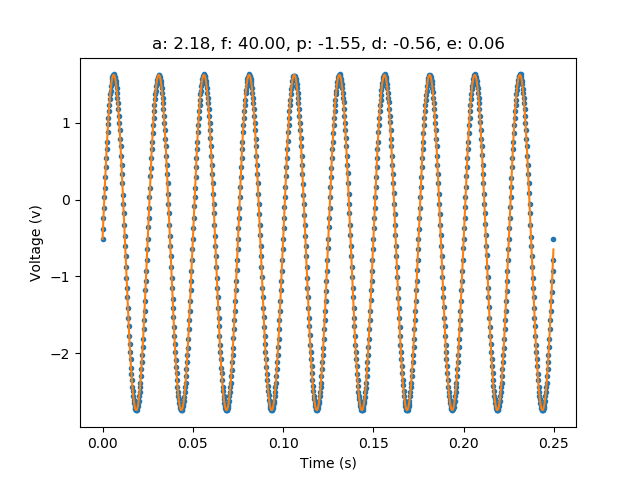 a: 2.18, f: 40.00, p: -1.55, d: -0.56, e: 0.06
1
0
−1
−2
Voltage (v)
0.00 0.05 0.10 0.15 0.20 0.25
Time (s)